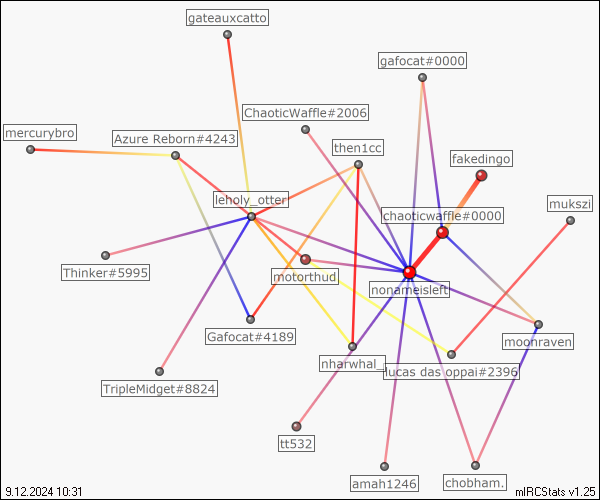 gateauxcatto
gafocat#0000
ChaoticWaffle#2006
mercurybro
Azure Reborn#4243
then1cc
fakedingo
leholy_otter
chaoticwaffle#0000
mukszi
Thinker#5995
motorthud
nonameisleft
Gafocat#4189
moonraven
nharwhal_
lucas das oppai#2396
TripleMidget#8824
tt532
amah1246
chobham.
9.12.2024 10:31
mIRCStats v1.25